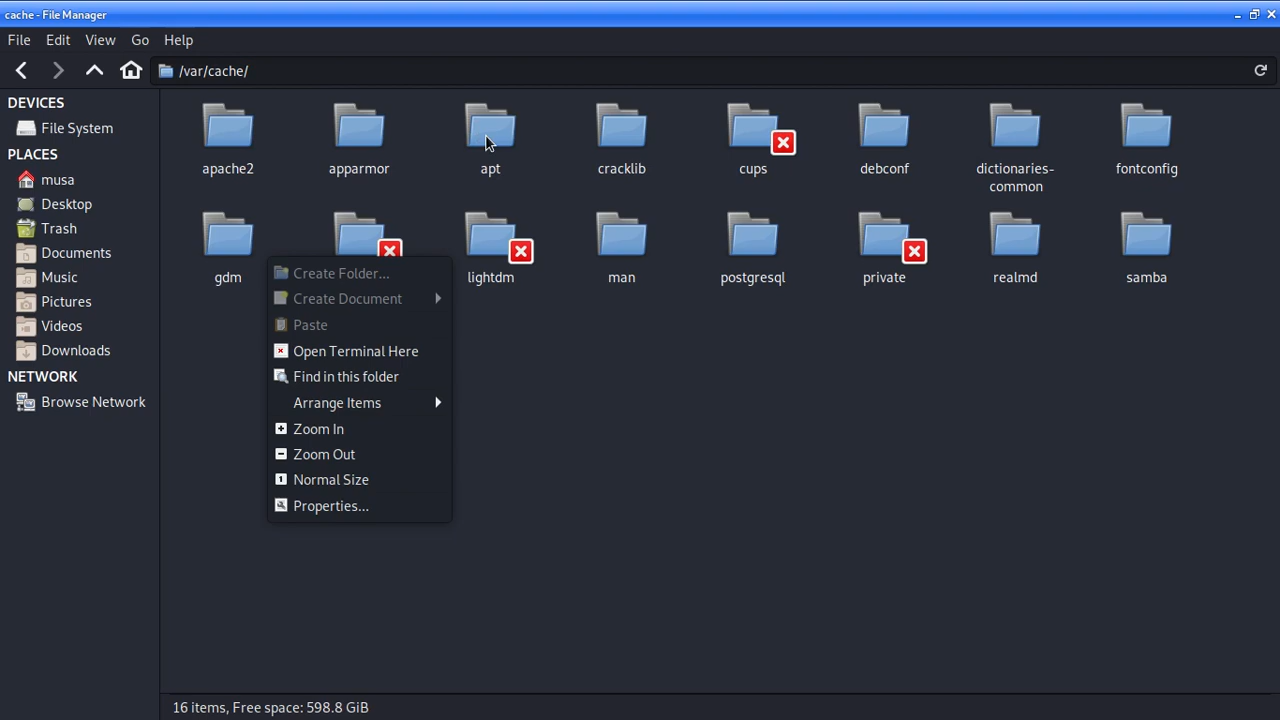 cache - File Manager
File Edit View Go Help
/var/cache/
DEVICES
File System
PLACES
musa
Desktop
Trash
Documents
Music
Pictures
Videos
Downloads
NETWORK
Browse Network
apache2 apparmor apt cracklib cups debconf dictionaries-common fontconfig
gdm lightdm man postgresql private realmd samba
Create Folder...
Create Document
Paste
Open Terminal Here
Find in this folder
Arrange Items
Zoom In
Zoom Out
Normal Size
Properties...
16 items, Free space: 598.8 GiB